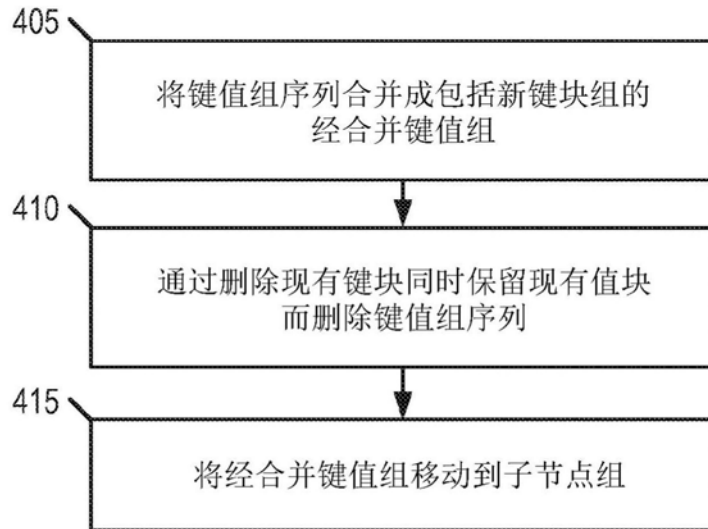 405
将键值组序列合并成包括新键块组的
经合并键值组
410
通过删除现有键块同时保留现有值块
而删除键值组序列
415
将经合并键值组移动到子节点组